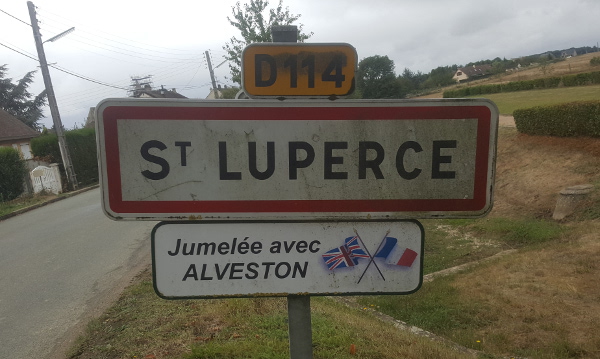 D114
ST LUPERCE
Jumelée avec
ALVESTON